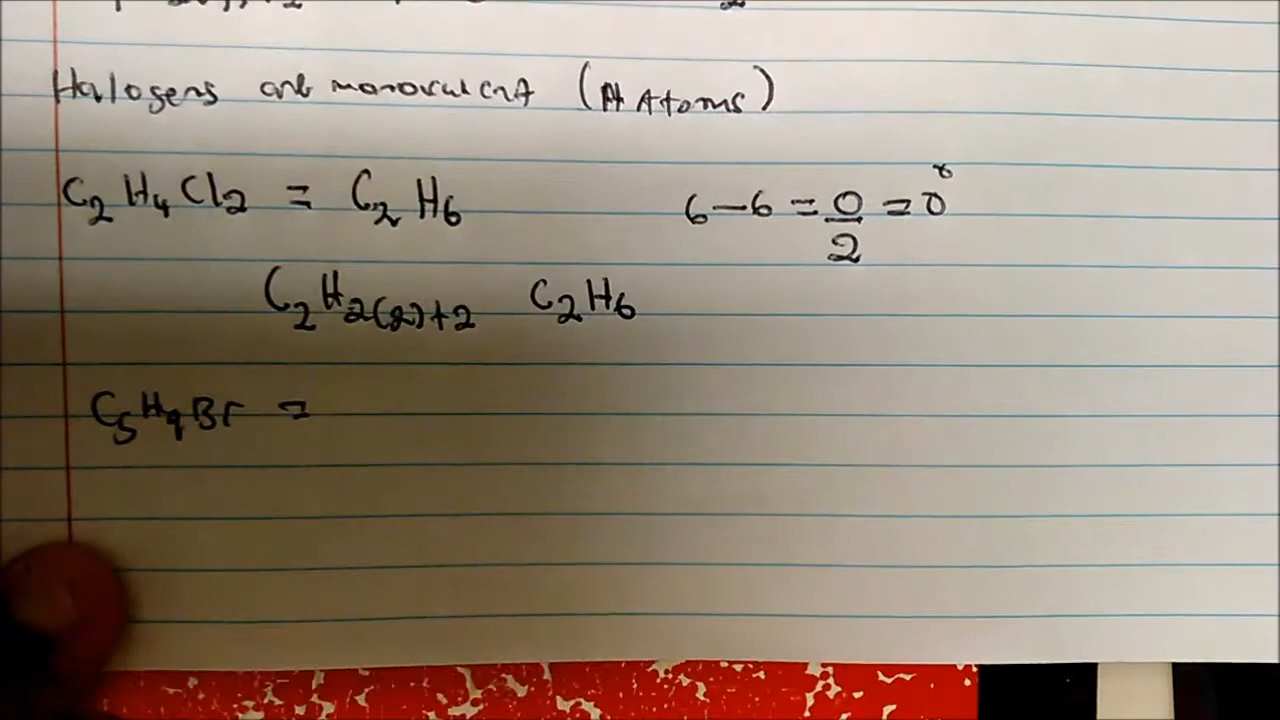 Halogens are monovalent (H Atoms)
C₂H₄Cl₂ = C₂H₆ 6-6 = 0/2 = 0°
C₂H₂₍₂₎₊₂ C₂H₆
C₅H₉Br =